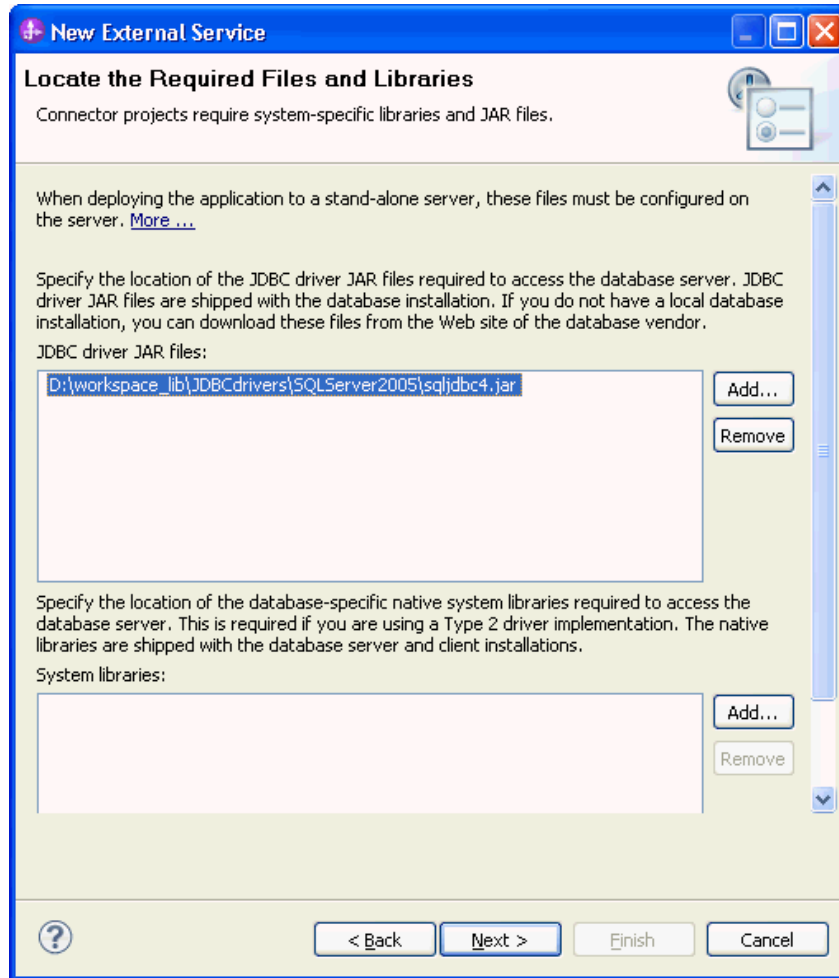 New External Service
Locate the Required Files and Libraries
Connector projects require system-specific libraries and JAR files.
When deploying the application to a stand-alone server, these files must be configured on
the server. More ...
Specify the location of the JDBC driver JAR files required to access the database server. JDBC
driver JAR files are shipped with the database installation. If you do not have a local database
installation, you can download these files from the Web site of the database vendor.
JDBC driver JAR files:
D:\workspace_lib\JDBCdrivers\SQLServer2005\sqljdbc4.jar
Add...
Remove
Specify the location of the database-specific native system libraries required to access the
database server. This is required if you are using a Type 2 driver implementation. The native
libraries are shipped with the database server and client installations.
System libraries:
Add...
Remove
? < Back Next > Finish Cancel